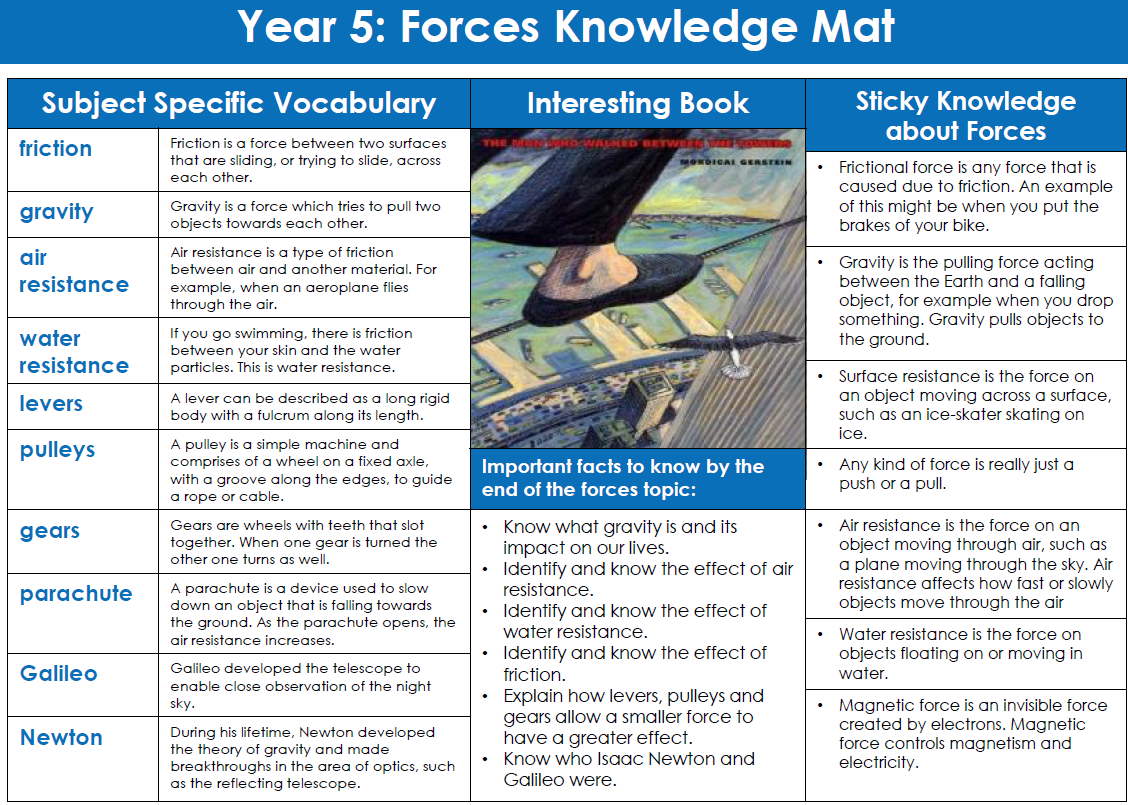 Year 5: Forces Knowledge Mat
Subject Specific Vocabulary
friction
Friction is a force between two surfaces
that are sliding, or trying to slide, across
each other.
gravity
Gravity is a force which tries to pull two
objects towards each other.
air
resistance
Air resistance is a type of friction
between air and another material. For
example, when an aeroplane flies
through the air.
water
resistance
If you go swimming, there is friction
between your skin and the water
particles. This is water resistance.
levers
A lever can be described as a long rigid
body with a fulcrum along its length.
pulleys
A pulley is a simple machine and
comprises of a wheel on a fixed axle,
with a groove along the edges, to guide
a rope or cable.
gears
Gears are wheels with teeth that slot
together. When one gear is turned the
other one turns as well.
parachute
A parachute is a device used to slow
down an object that is falling towards
the ground. As the parachute opens, the
air resistance increases.
Galileo
Galileo developed the telescope to
enable close observation of the night
sky.
Newton
During his lifetime, Newton developed
the theory of gravity and made
breakthroughs in the area of optics, such
as the reflecting telescope.
Interesting Book
THE MAN WHO WALKED BETWEEN THE TOWERS
MORDICAI GERSTEIN
Important facts to know by the
end of the forces topic:
• Know what gravity is and its
impact on our lives.
• Identify and know the effect of air
resistance.
• Identify and know the effect of
water resistance.
• Identify and know the effect of
friction.
• Explain how levers, pulleys and
gears allow a smaller force to
have a greater effect.
• Know who Isaac Newton and
Galileo were.
Sticky Knowledge
about Forces
• Frictional force is any force that is
caused due to friction. An example
of this might be when you put the
brakes of your bike.
• Gravity is the pulling force acting
between the Earth and a falling
object, for example when you drop
something. Gravity pulls objects to
the ground.
• Surface resistance is the force on
an object moving across a surface,
such as an ice-skater skating on
ice.
• Any kind of force is really just a
push or a pull.
• Air resistance is the force on an
object moving through air, such as
a plane moving through the sky. Air
resistance affects how fast or slowly
objects move through the air
• Water resistance is the force on
objects floating on or moving in
water.
• Magnetic force is an invisible force
created by electrons. Magnetic
force controls magnetism and
electricity.